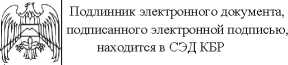 Подлинник электронного документа,
подписанного электронной подписью,
находится в СЭД КБР